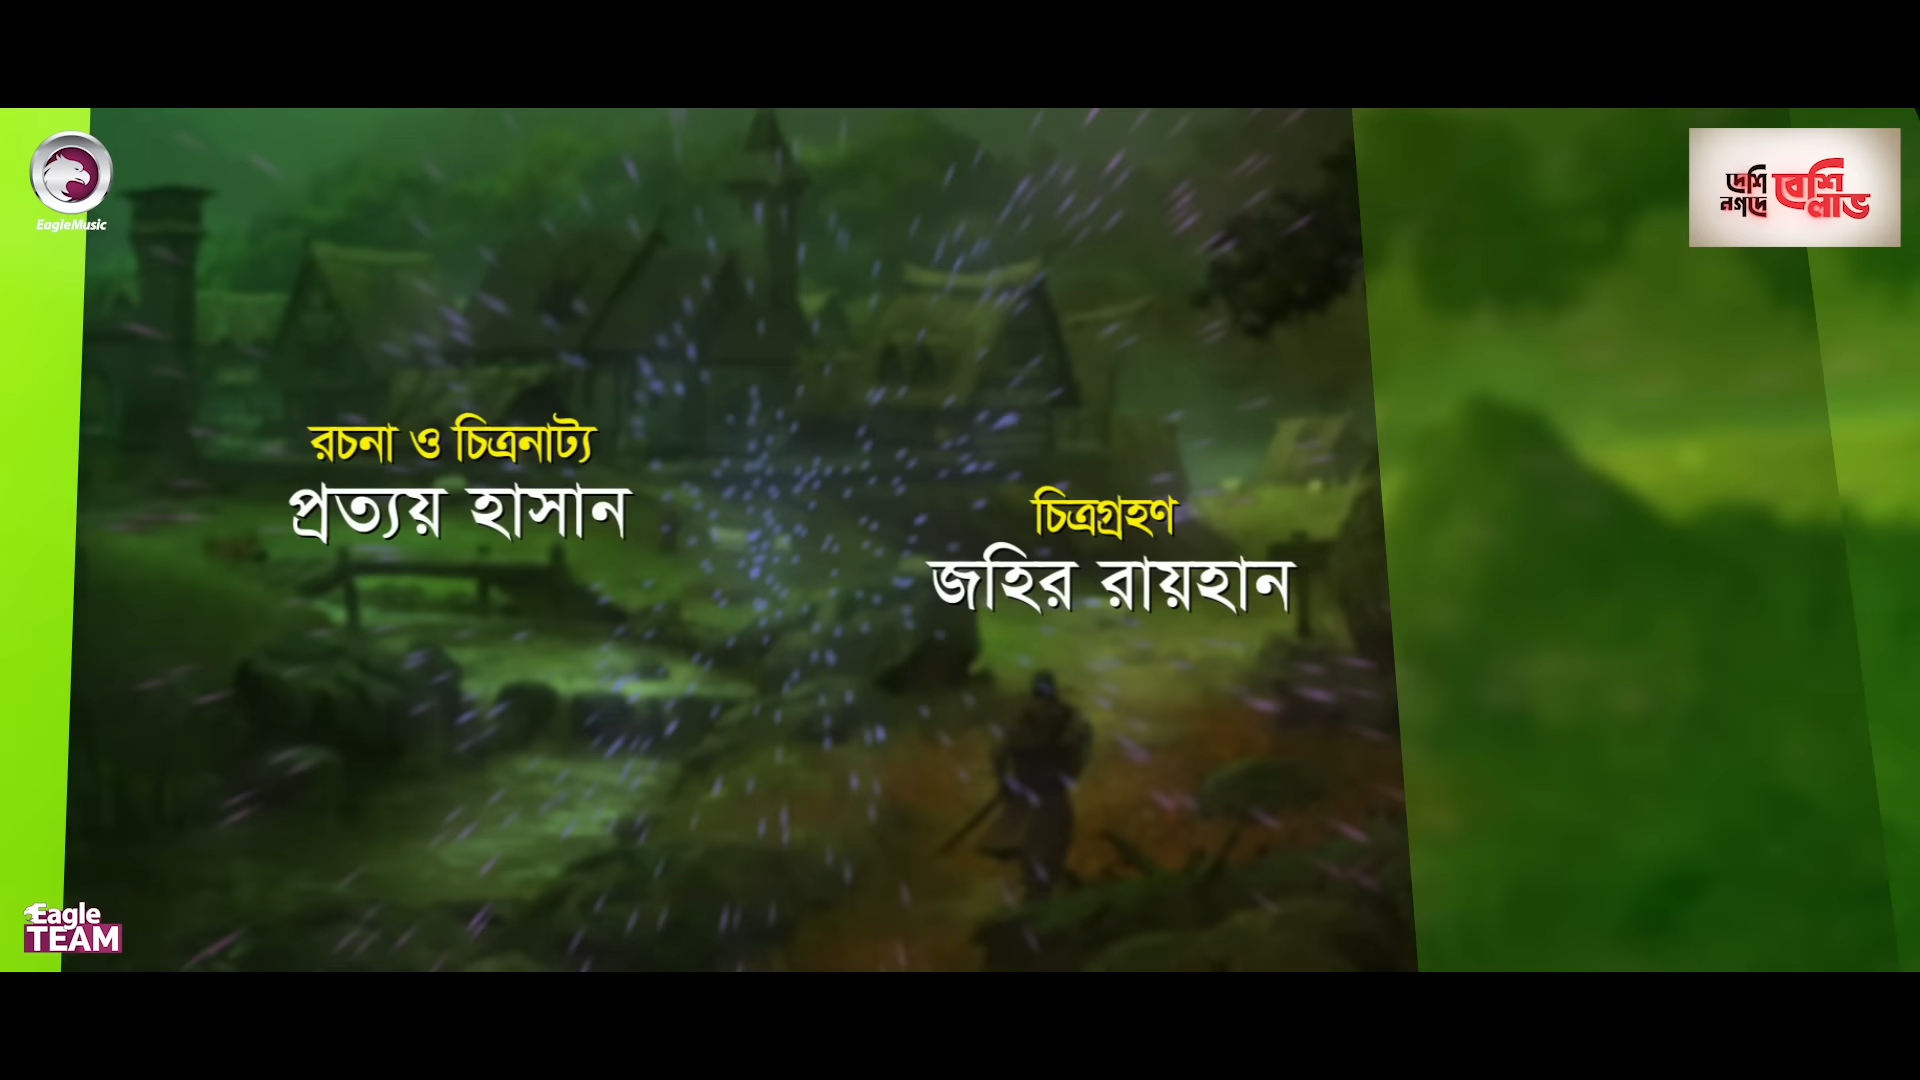 EagleMusic
দেশি
নগদে
বেশি
লাভ
রচনা ও চিত্রনাট্য
প্রত্যয় হাসান
চিত্রগ্রহণ
জহির রায়হান
Eagle
TEAM